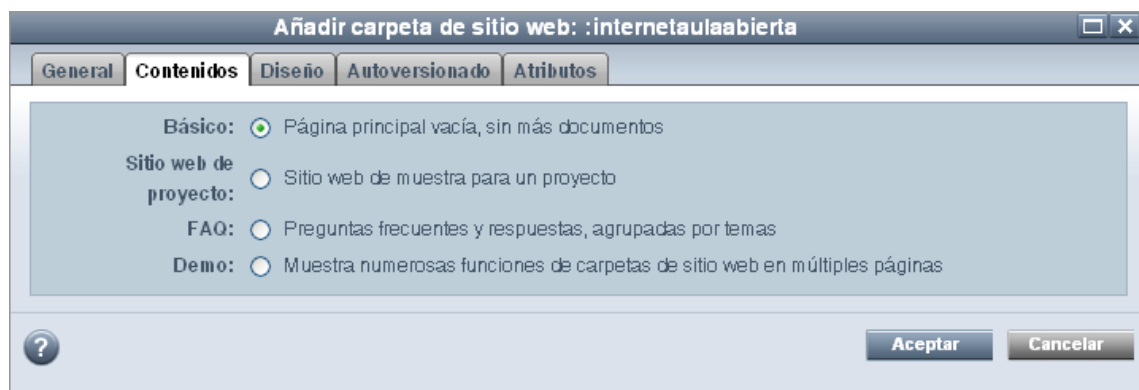 Añadir carpeta de sitio web: :internetaulaabierta
General Contenidos Diseño Autoversionado Atributos
Básico: Página principal vacía, sin más documentos
Sitio web de
proyecto: Sitio web de muestra para un proyecto
FAQ: Preguntas frecuentes y respuestas, agrupadas por temas
Demo: Muestra numerosas funciones de carpetas de sitio web en múltiples páginas
? Aceptar Cancelar